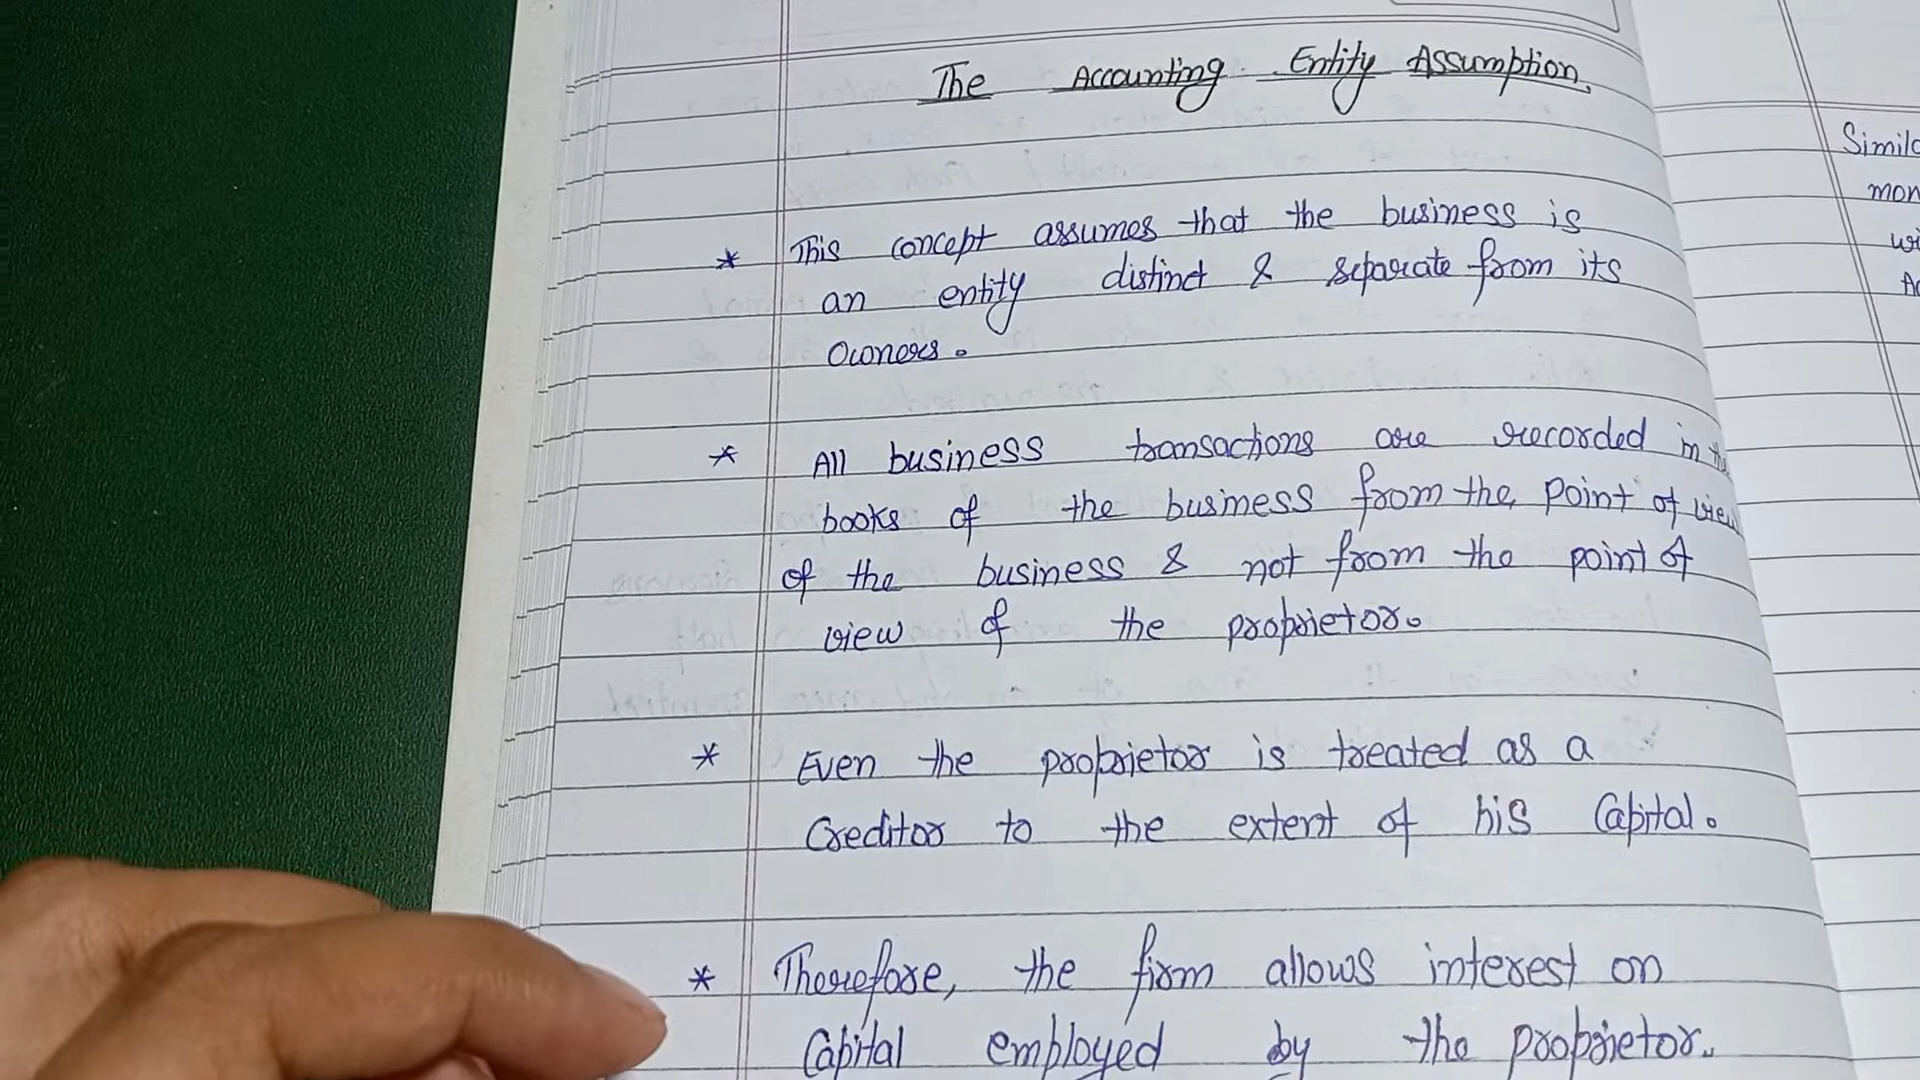 The Accounting Entity Assumption.
* This concept assumes that the business is
an entity distinct & separate from its
Owners.
* All business transactions are recorded in the
books of the business from the point of view
of the business & not from the point of
view of the proprietor.
* Even the proprietor is treated as a
Creditor to the extent of his Capital.
* Therefore, the firm allows interest on
Capital employed by the proprietor.